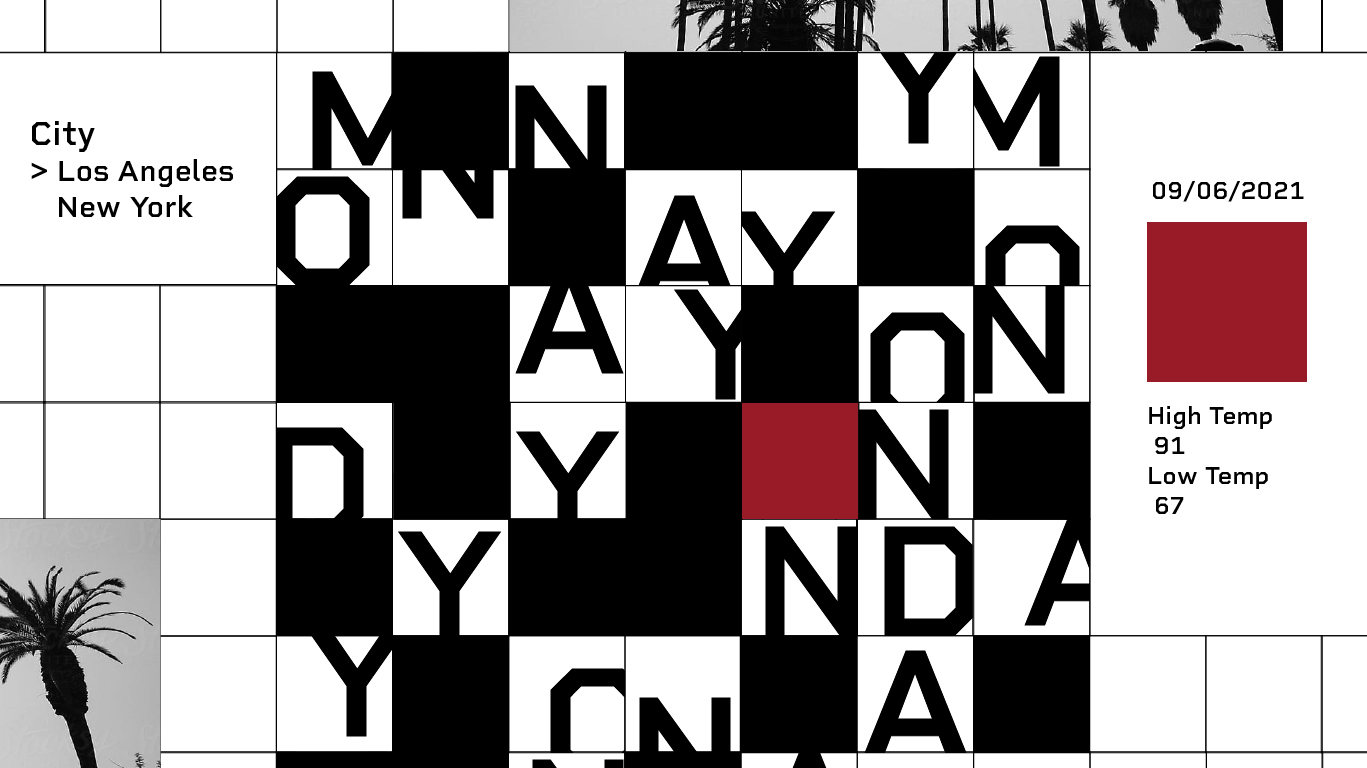 City
> Los Angeles
New York
09/06/2021
High Temp
91
Low Temp
67
M N Y M
O N A Y O
A Y O N
D Y N
Y N D A
Y O N A